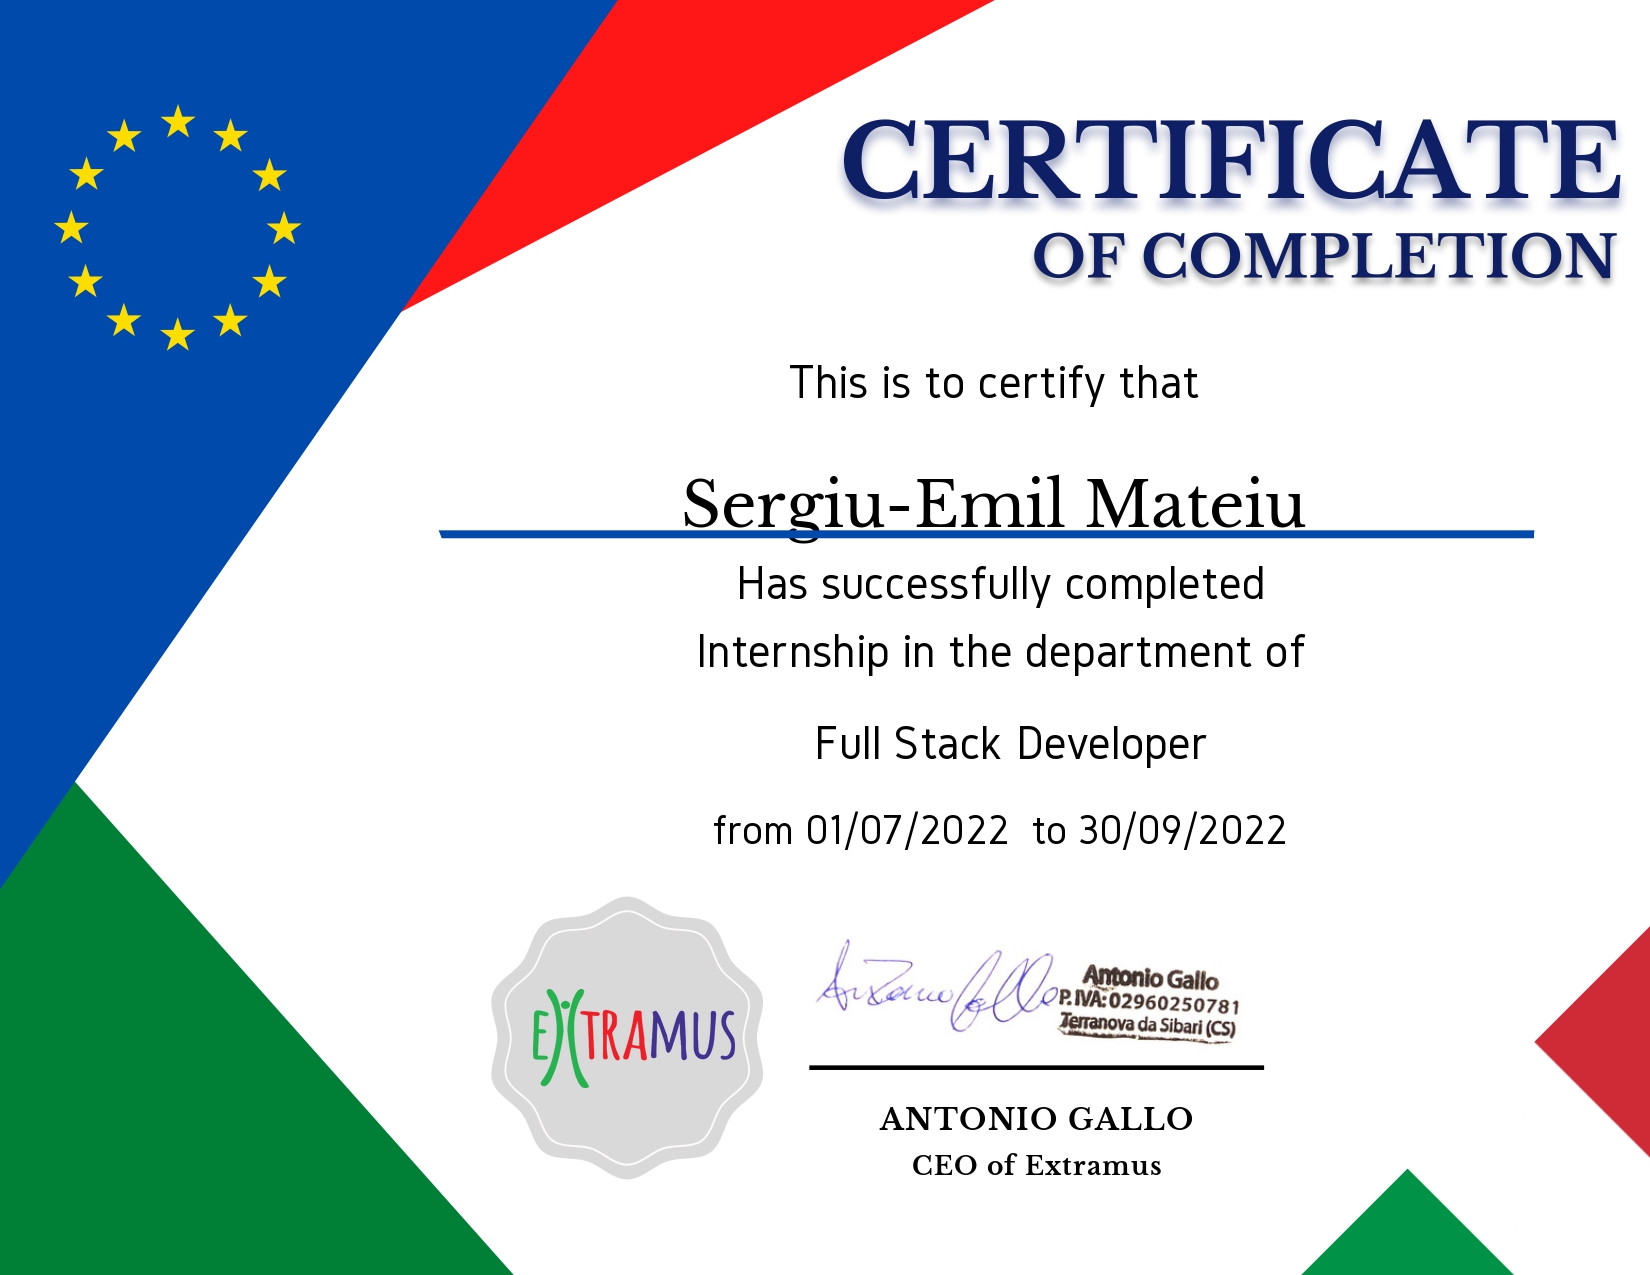 CERTIFICATE
OF COMPLETION
This is to certify that
Sergiu-Emil Mateiu
Has successfully completed
Internship in the department of
Full Stack Developer
from 01/07/2022 to 30/09/2022
EXTRAMUS
Antonio Gallo
Antonio Gallo
P.IVA: 02960250781
Terranova da Sibari (CS)
ANTONIO GALLO
CEO of Extramus